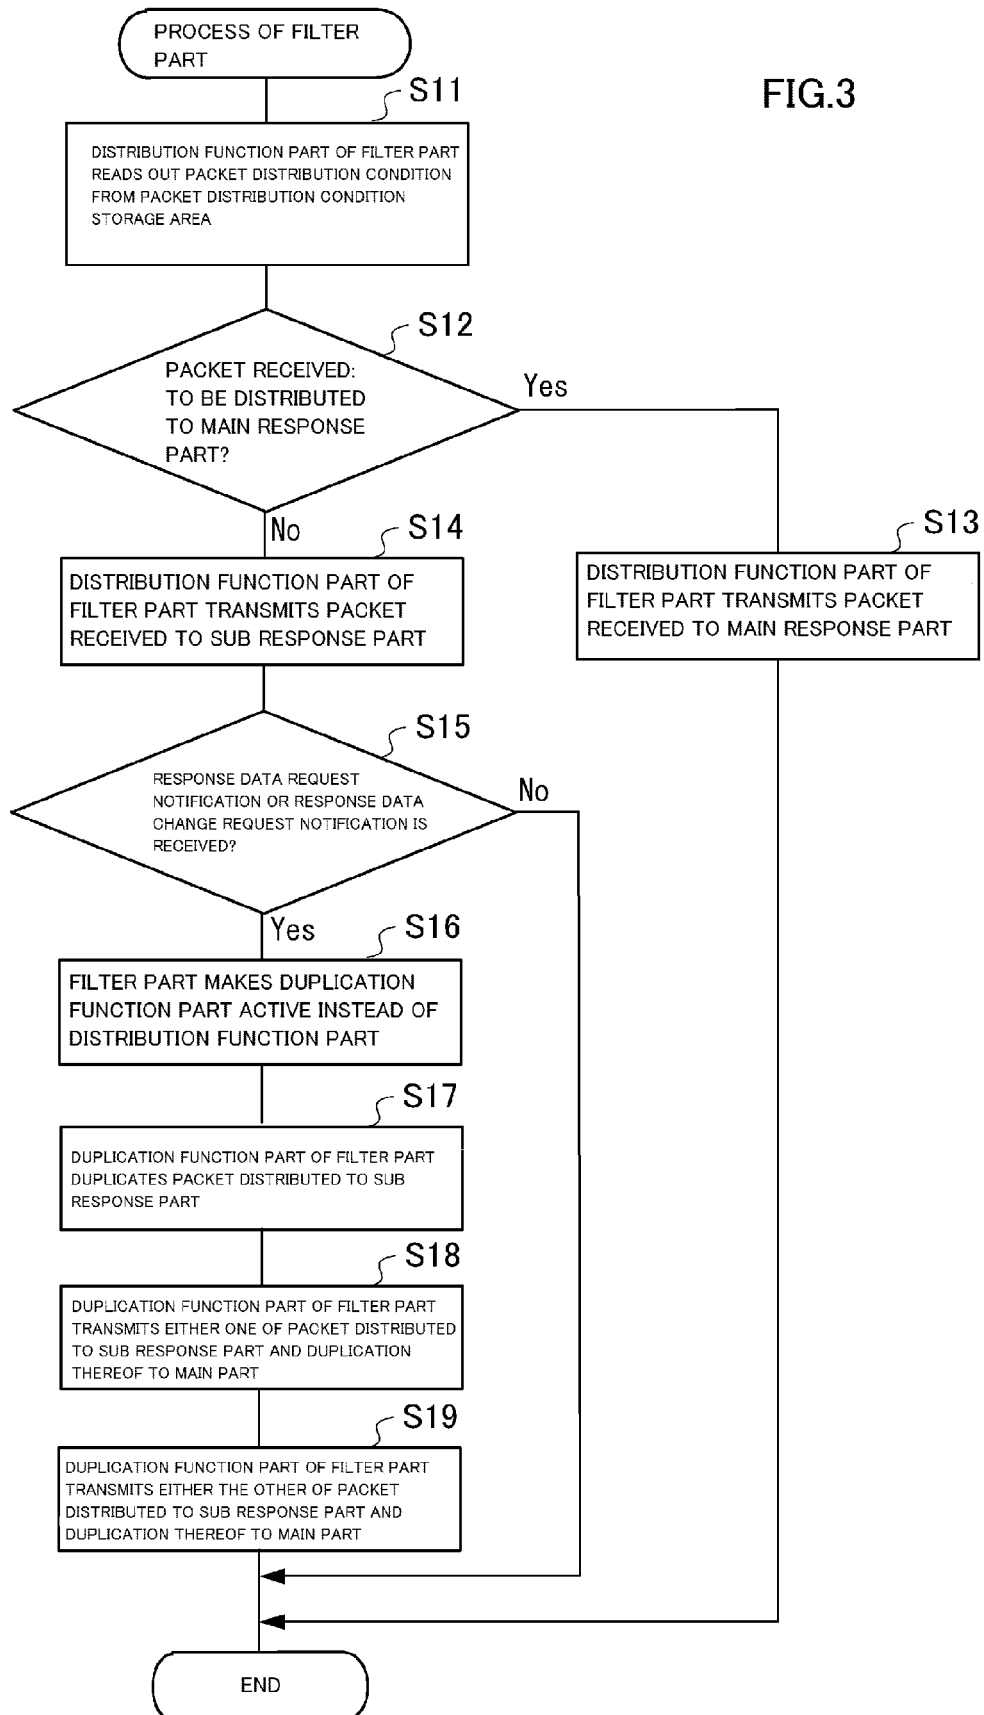 PROCESS OF FILTER
PART
FIG.3
S11
DISTRIBUTION FUNCTION PART OF FILTER PART
READS OUT PACKET DISTRIBUTION CONDITION
FROM PACKET DISTRIBUTION CONDITION
STORAGE AREA
S12
PACKET RECEIVED:
TO BE DISTRIBUTED
TO MAIN RESPONSE
PART?
Yes
No
S14
DISTRIBUTION FUNCTION PART OF
FILTER PART TRANSMITS PACKET
RECEIVED TO SUB RESPONSE PART
S13
DISTRIBUTION FUNCTION PART OF
FILTER PART TRANSMITS PACKET
RECEIVED TO MAIN RESPONSE PART
S15
RESPONSE DATA REQUEST
NOTIFICATION OR RESPONSE DATA
CHANGE REQUEST NOTIFICATION IS
RECEIVED?
No
Yes
S16
FILTER PART MAKES DUPLICATION
FUNCTION PART ACTIVE INSTEAD OF
DISTRIBUTION FUNCTION PART
S17
DUPLICATION FUNCTION PART OF FILTER PART
DUPLICATES PACKET DISTRIBUTED TO SUB
RESPONSE PART
S18
DUPLICATION FUNCTION PART OF FILTER PART
TRANSMITS EITHER ONE OF PACKET DISTRIBUTED
TO SUB RESPONSE PART AND DUPLICATION
THEREOF TO MAIN PART
S19
DUPLICATION FUNCTION PART OF FILTER PART
TRANSMITS EITHER THE OTHER OF PACKET
DISTRIBUTED TO SUB RESPONSE PART AND
DUPLICATION THEREOF TO MAIN PART
END